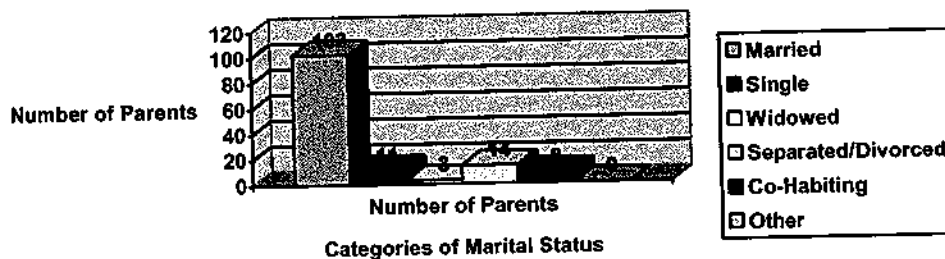 120
100
80
60
40
20
0
Number of Parents
3
Number of Parents
Categories of Marital Status
Married
Single
Widowed
Separated/Divorced
Co-Habiting
Other